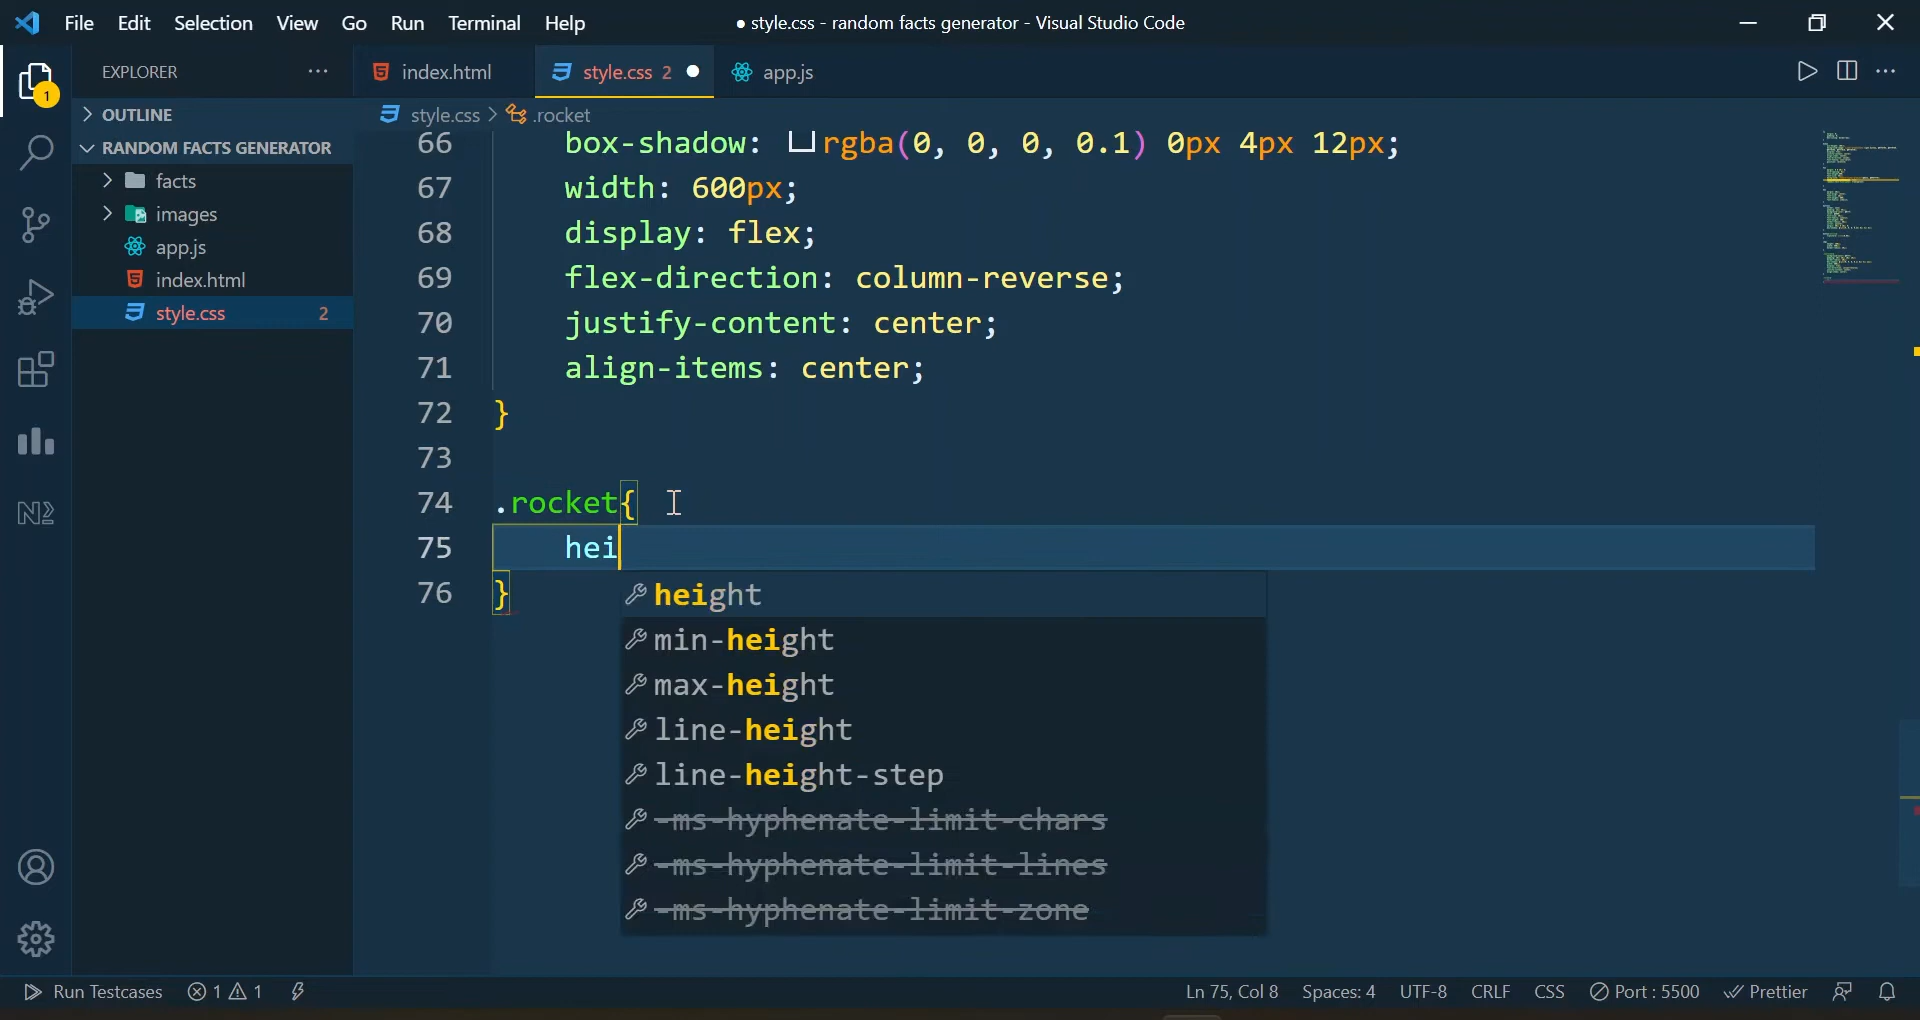 File Edit Selection View Go Run Terminal Help
● style.css - random facts generator - Visual Studio Code
EXPLORER
OUTLINE
RANDOM FACTS GENERATOR
facts
images
app.js
index.html
style.css 2
1
index.html
style.css 2
app.js
style.css > .rocket
66 box-shadow: rgba(0, 0, 0, 0.1) 0px 4px 12px;
67 width: 600px;
68 display: flex;
69 flex-direction: column-reverse;
70 justify-content: center;
71 align-items: center;
72 }
73
74 .rocket{
75 hei
76 }
height
min-height
max-height
line-height
line-height-step
-ms-hyphenate-limit-chars
-ms-hyphenate-limit-lines
-ms-hyphenate-limit-zone
Run Testcases 1 1
Ln 75, Col 8 Spaces: 4 UTF-8 CRLF CSS Port : 5500 Prettier